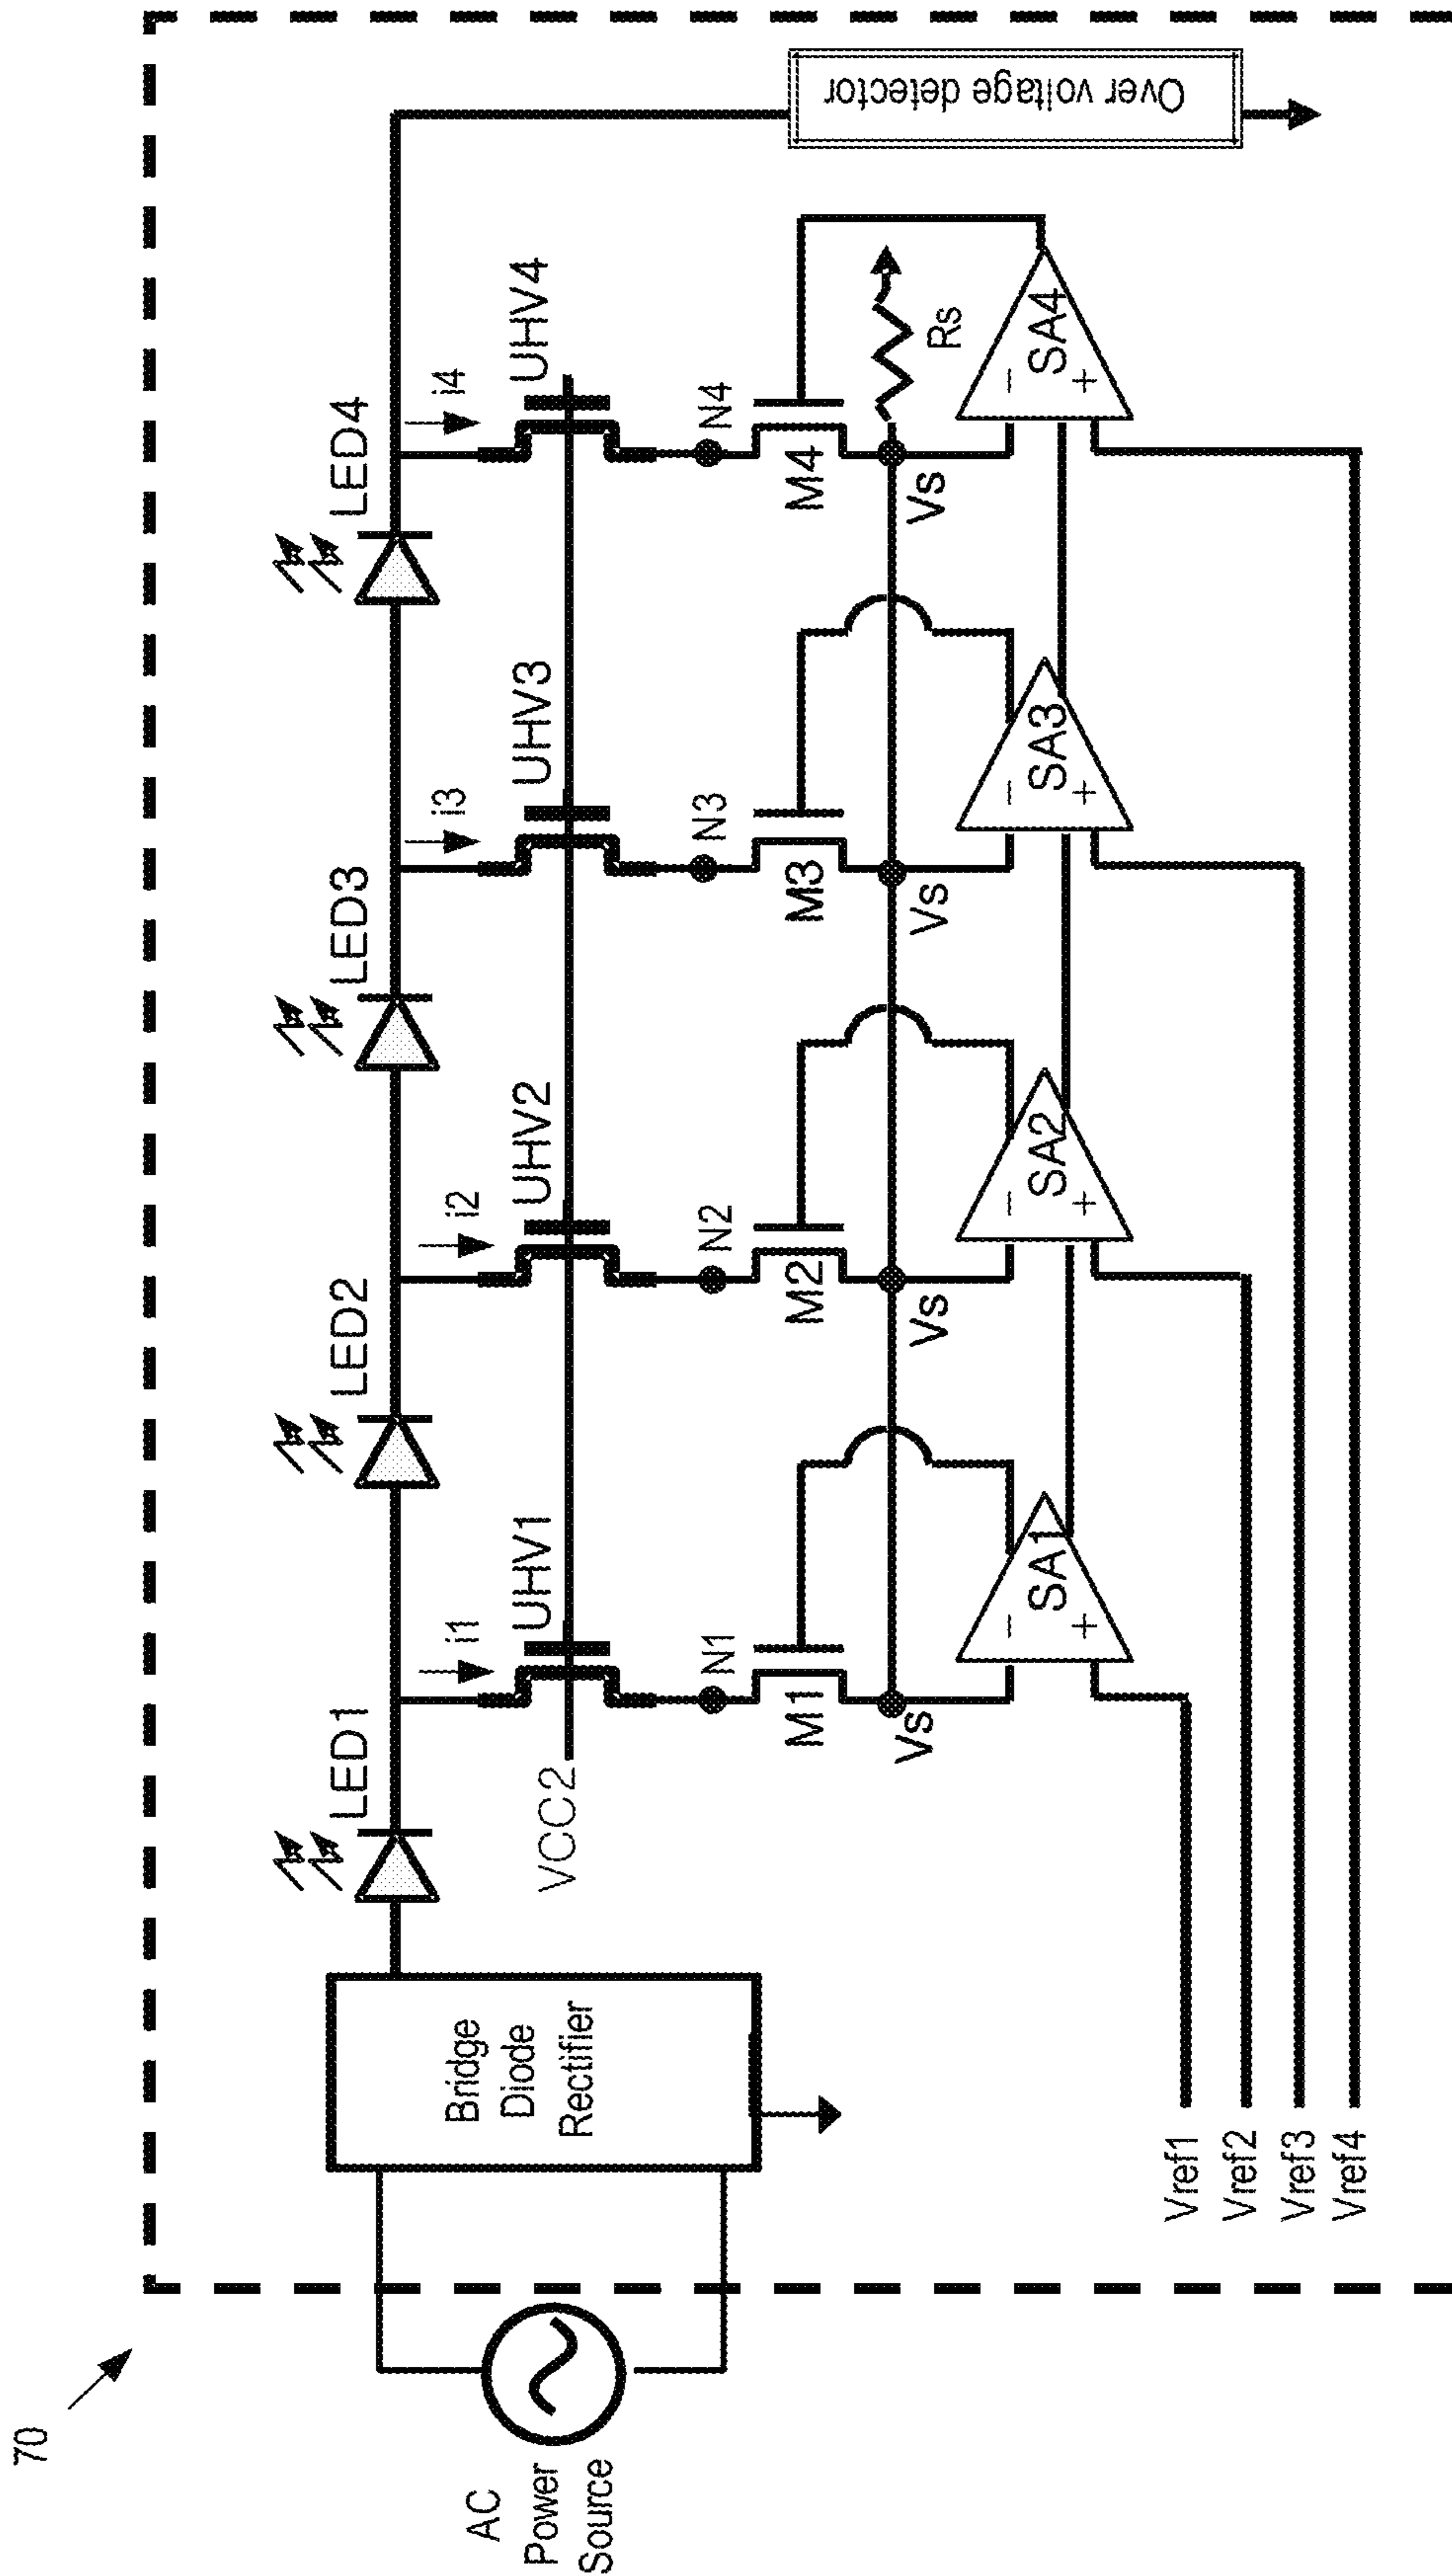 70
AC
Power
Source
Bridge
Diode
Rectifier
LED1
LED2
LED3
LED4
i1
i2
i3
i4
UHV1
UHV2
UHV3
UHV4
VCC2
N1
N2
N3
N4
M1
M2
M3
M4
Vs
Vs
Vs
Vs
Rs
- + SA1
- + SA2
- + SA3
- + SA4
Vref1
Vref2
Vref3
Vref4
Over voltage detector